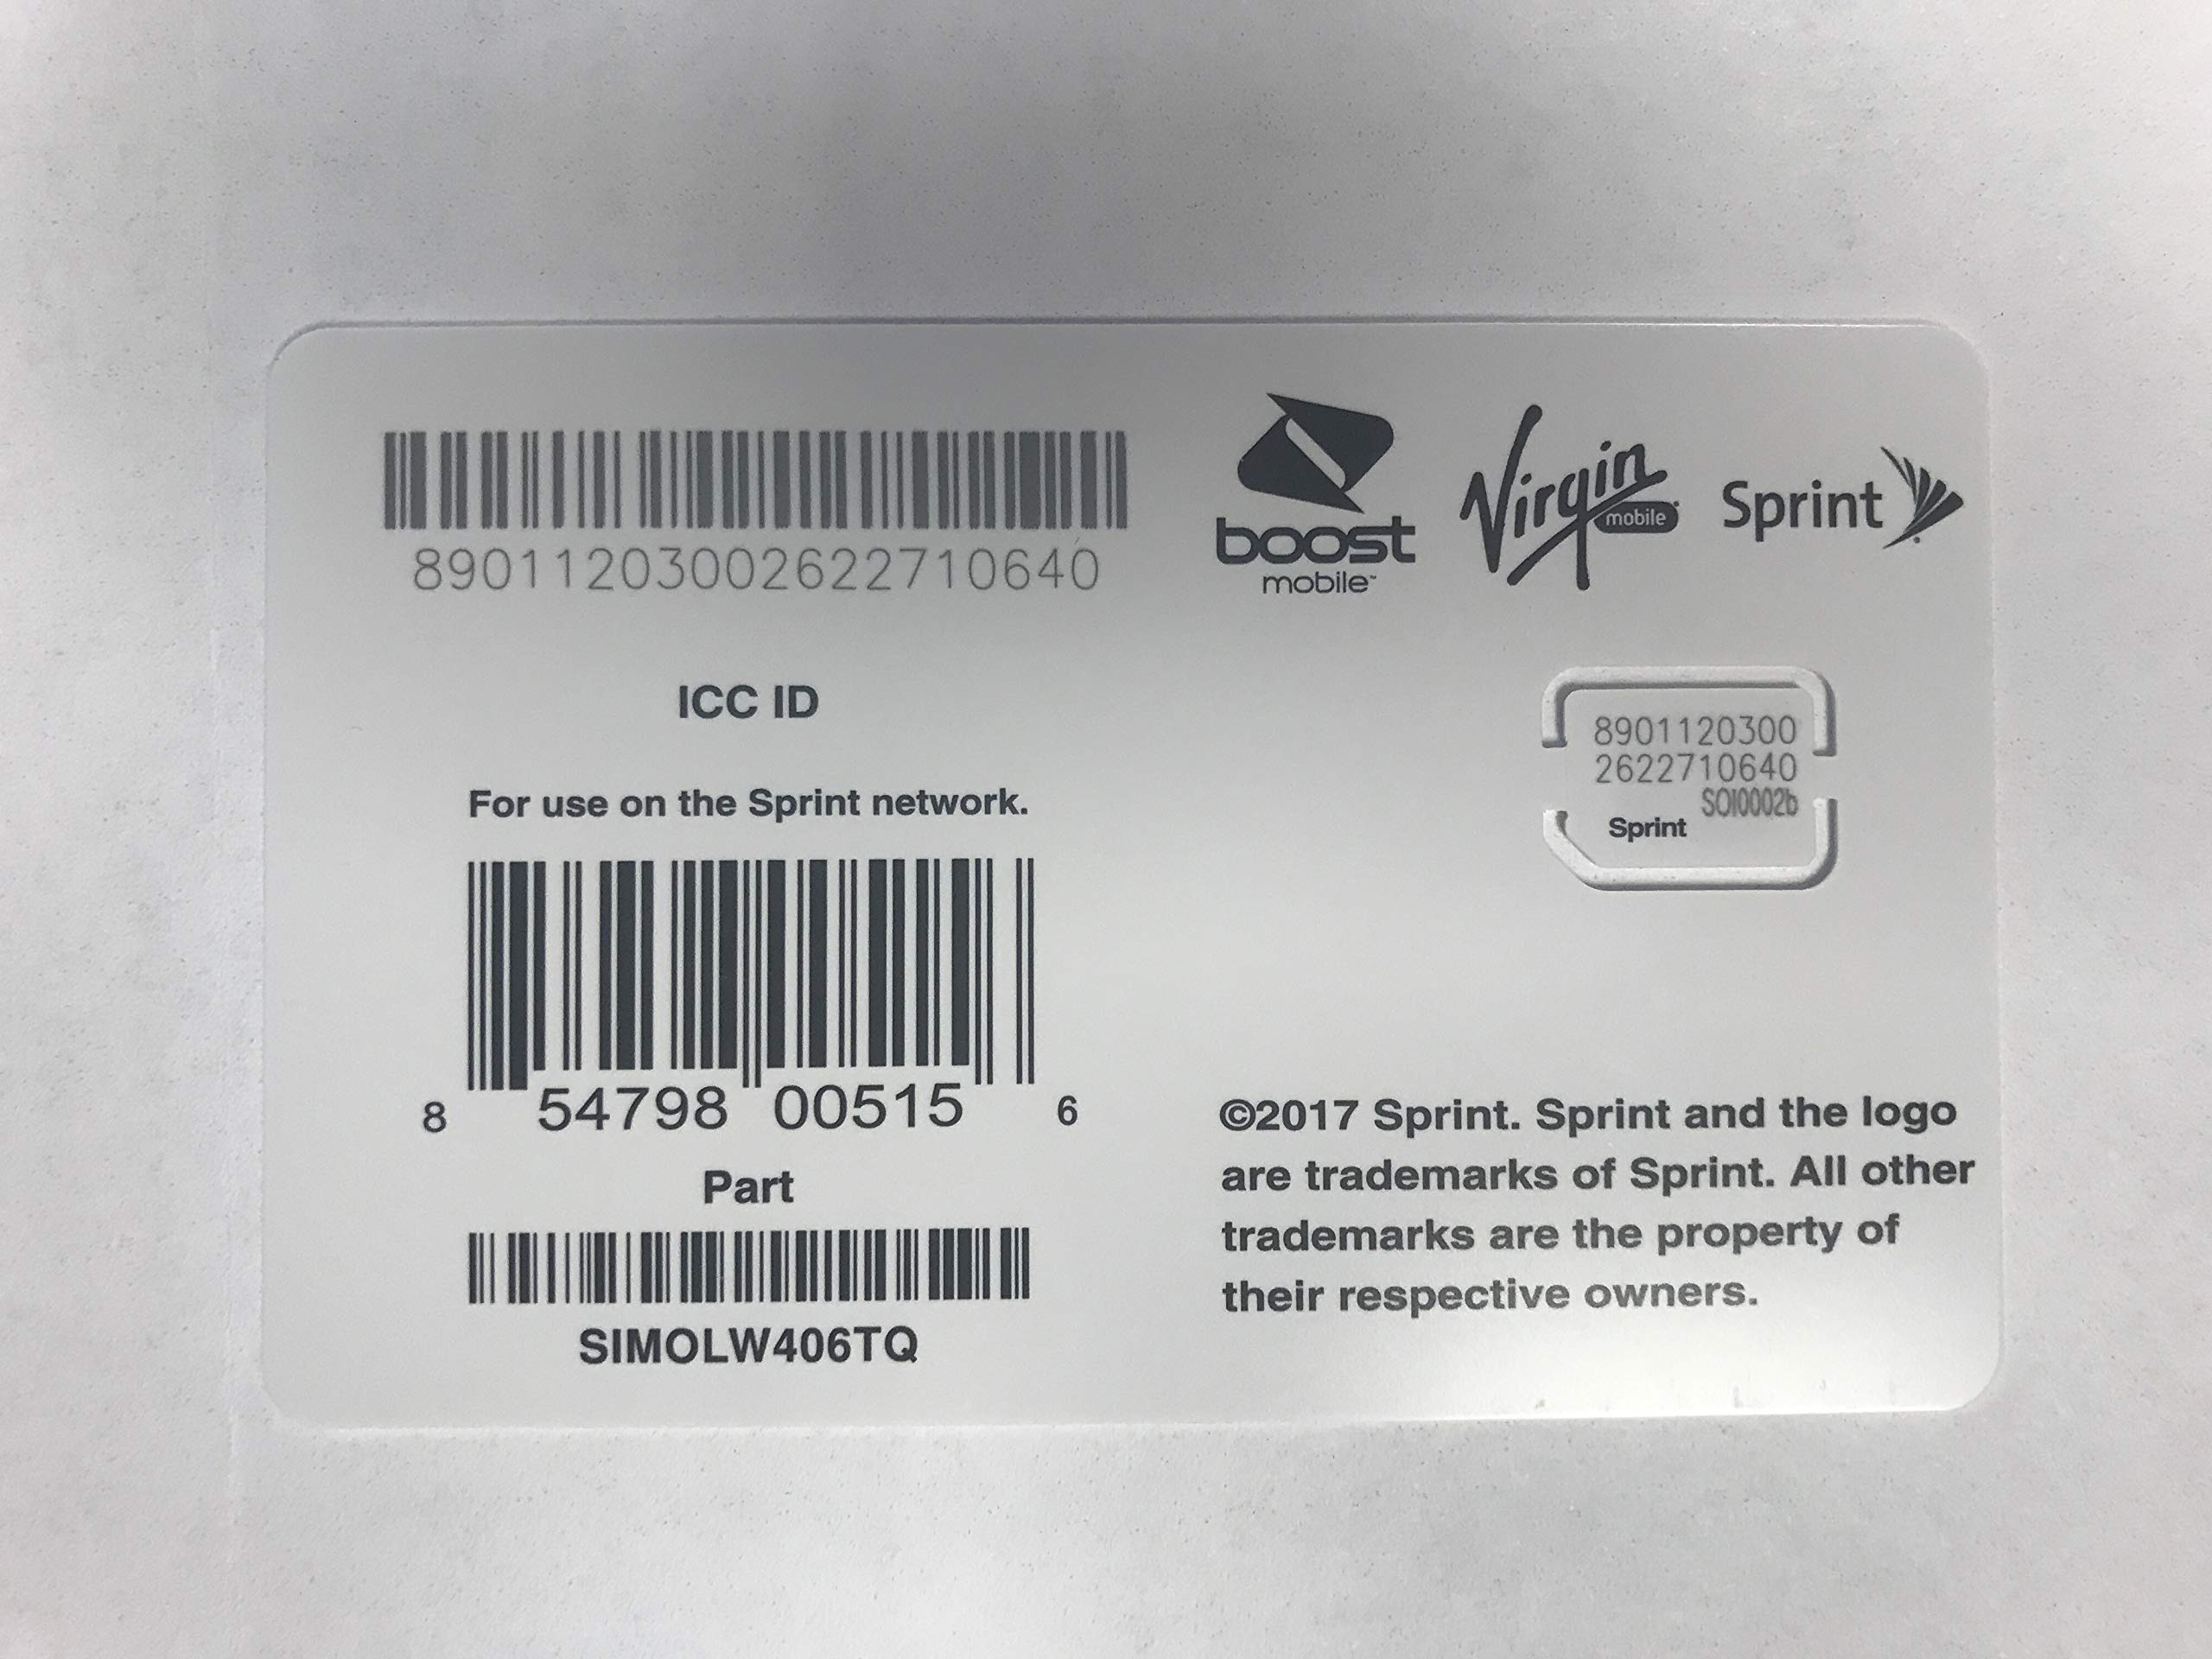 89011203002622710640
ICC ID
For use on the Sprint network.
8 54798 00515 6
Part
SIMOLW406TQ
boost
mobile™
Virgin
mobile
Sprint
8901120300
2622710640
SOI0002b
Sprint
©2017 Sprint. Sprint and the logo
are trademarks of Sprint. All other
trademarks are the property of
their respective owners.